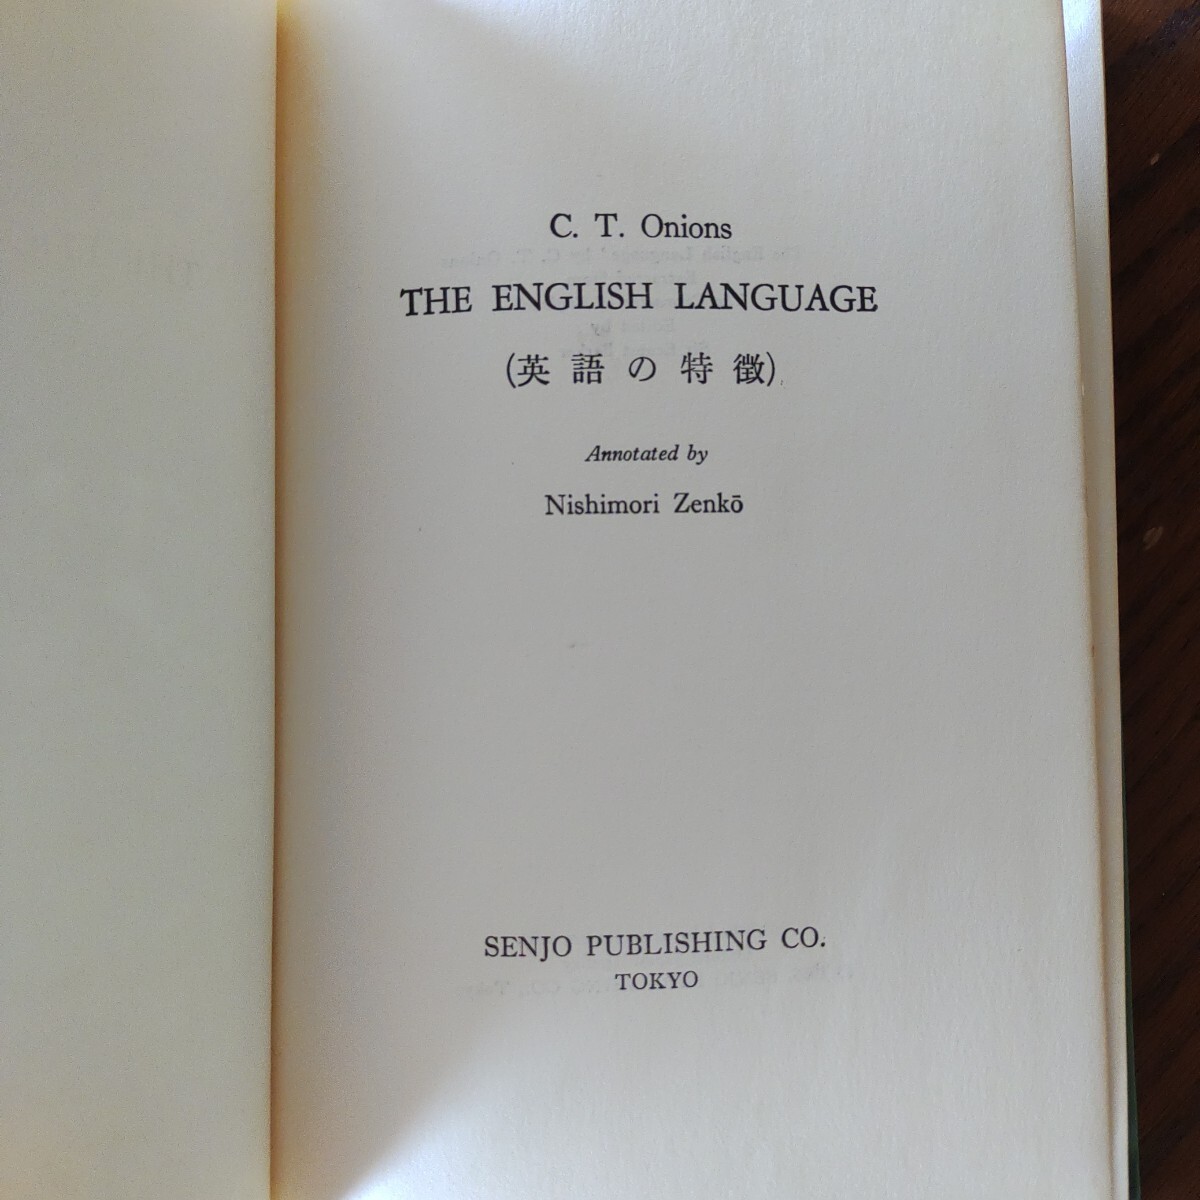 C. T. Onions
THE ENGLISH LANGUAGE
(英語の特徴)
Annotated by
Nishimori Zenkō
SENJO PUBLISHING CO.
TOKYO